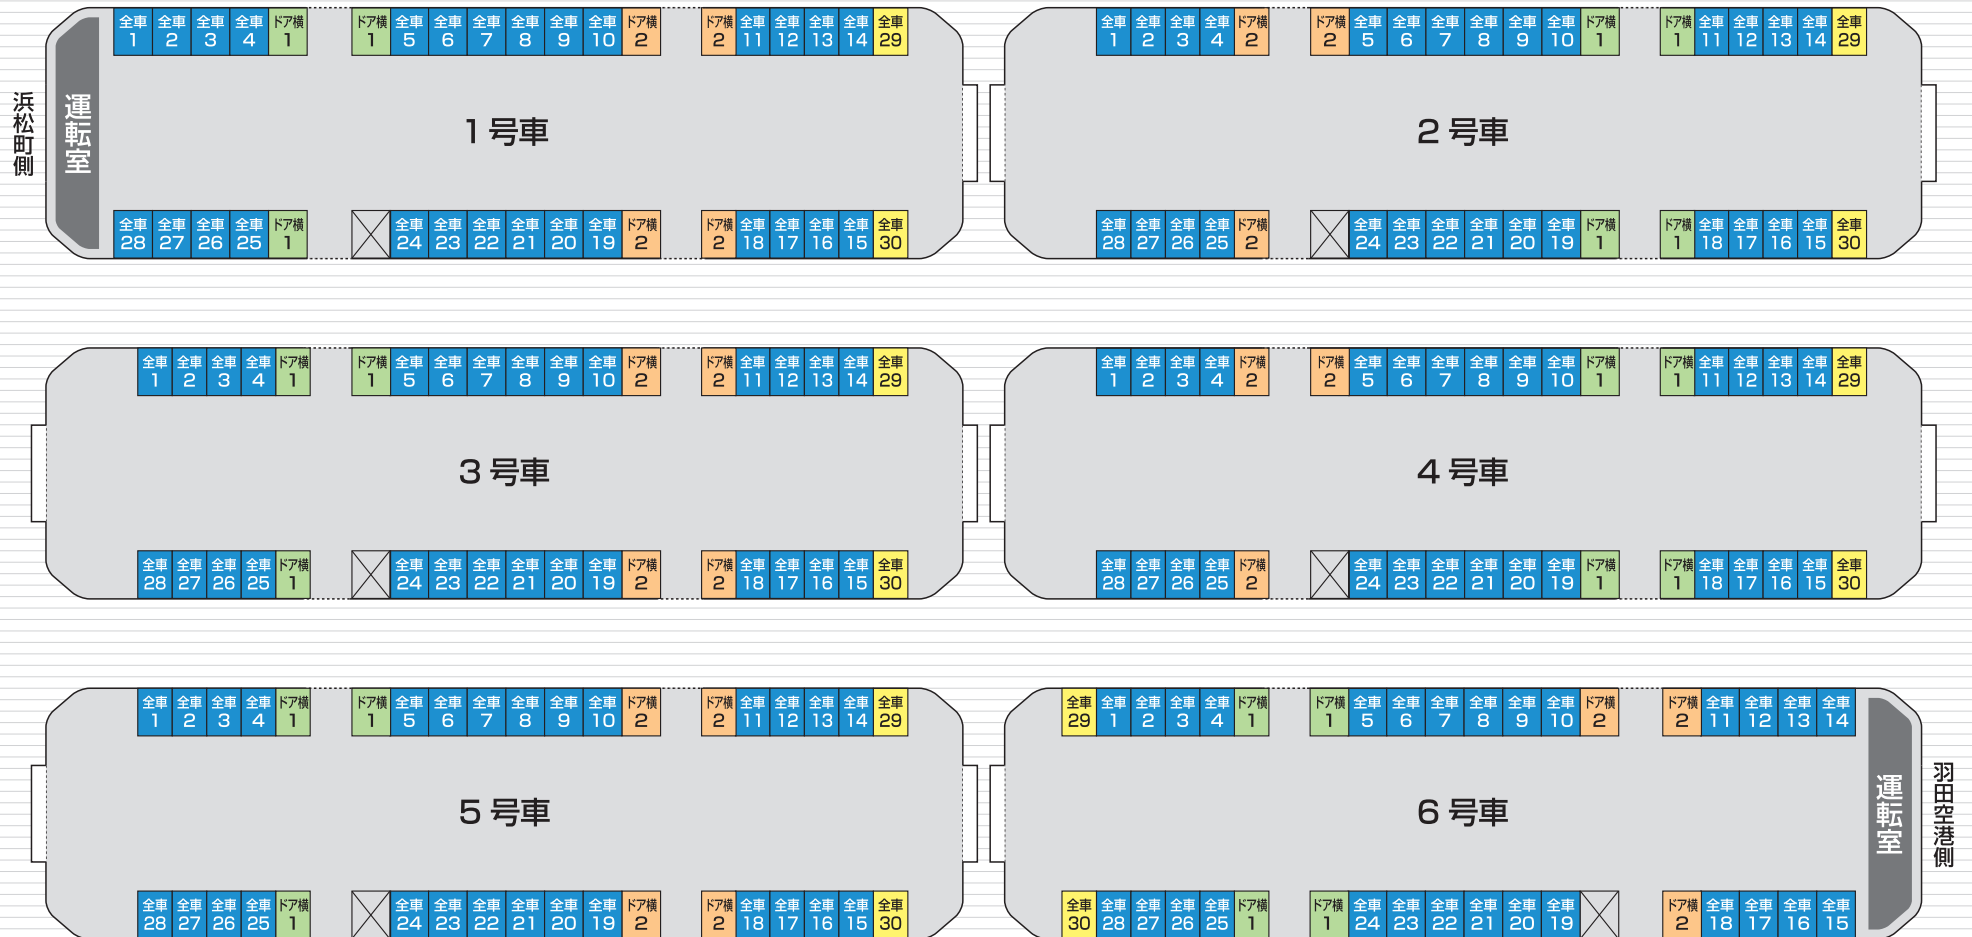 浜松町側
運転室
全車 全車 全車 全車 ドア横 ドア横 全車 全車 全車 全車 全車 全車 ドア横 ドア横 全車 全車 全車 全車 全車
1 2 3 4 1 1 5 6 7 8 9 10 2 2 11 12 13 14 29
1 号車
全車 全車 全車 全車 ドア横 全車 全車 全車 全車 全車 全車 ドア横 ドア横 全車 全車 全車 全車 全車
28 27 26 25 1 24 23 22 21 20 19 2 2 18 17 16 15 30
全車 全車 全車 全車 ドア横 ドア横 全車 全車 全車 全車 全車 全車 ドア横 ドア横 全車 全車 全車 全車 全車
1 2 3 4 2 2 5 6 7 8 9 10 1 1 11 12 13 14 29
2 号車
全車 全車 全車 全車 ドア横 全車 全車 全車 全車 全車 全車 ドア横 ドア横 全車 全車 全車 全車 全車
28 27 26 25 2 24 23 22 21 20 19 1 1 18 17 16 15 30
全車 全車 全車 全車 ドア横 ドア横 全車 全車 全車 全車 全車 全車 ドア横 ドア横 全車 全車 全車 全車 全車
1 2 3 4 1 1 5 6 7 8 9 10 2 2 11 12 13 14 29
3 号車
全車 全車 全車 全車 ドア横 全車 全車 全車 全車 全車 全車 ドア横 ドア横 全車 全車 全車 全車 全車
28 27 26 25 1 24 23 22 21 20 19 2 2 18 17 16 15 30
全車 全車 全車 全車 ドア横 ドア横 全車 全車 全車 全車 全車 全車 ドア横 ドア横 全車 全車 全車 全車 全車
1 2 3 4 2 2 5 6 7 8 9 10 1 1 11 12 13 14 29
4 号車
全車 全車 全車 全車 ドア横 全車 全車 全車 全車 全車 全車 ドア横 ドア横 全車 全車 全車 全車 全車
28 27 26 25 2 24 23 22 21 20 19 1 1 18 17 16 15 30
全車 全車 全車 全車 ドア横 ドア横 全車 全車 全車 全車 全車 全車 ドア横 ドア横 全車 全車 全車 全車 全車
1 2 3 4 1 1 5 6 7 8 9 10 2 2 11 12 13 14 29
5 号車
全車 全車 全車 全車 ドア横 全車 全車 全車 全車 全車 全車 ドア横 ドア横 全車 全車 全車 全車 全車
28 27 26 25 1 24 23 22 21 20 19 2 2 18 17 16 15 30
全車 全車 全車 全車 全車 ドア横 ドア横 全車 全車 全車 全車 全車 全車 ドア横 ドア横 全車 全車 全車 全車
29 1 2 3 4 1 1 5 6 7 8 9 10 2 2 11 12 13 14
6 号車
全車 全車 全車 全車 全車 ドア横 ドア横 全車 全車 全車 全車 全車 全車 ドア横 全車 全車 全車 全車
30 28 27 26 25 1 1 24 23 22 21 20 19 2 18 17 16 15
運転室
羽田空港側